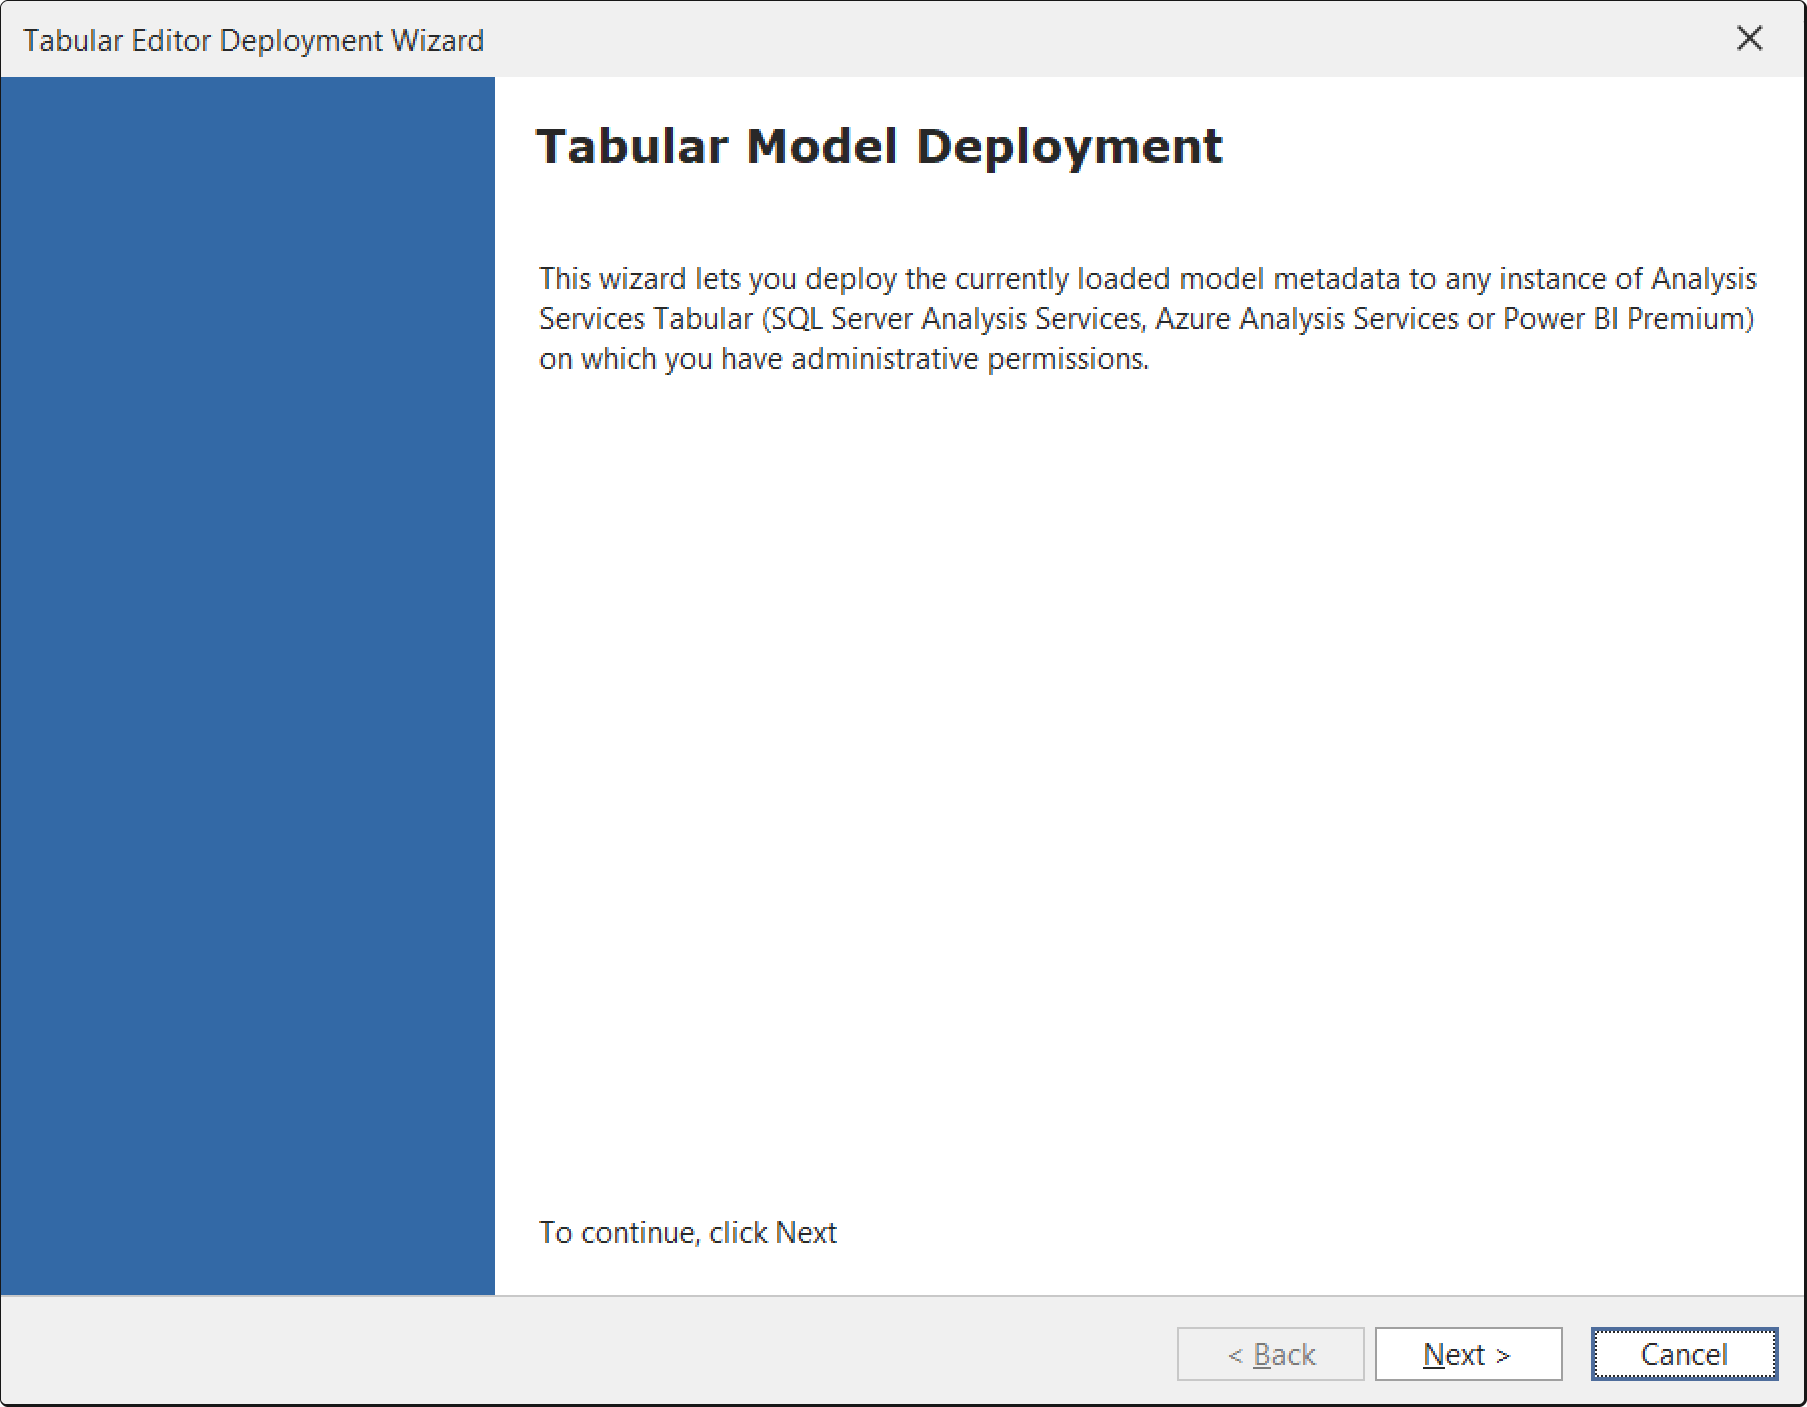 Tabular Editor Deployment Wizard
Tabular Model Deployment
This wizard lets you deploy the currently loaded model metadata to any instance of Analysis
Services Tabular (SQL Server Analysis Services, Azure Analysis Services or Power BI Premium)
on which you have administrative permissions.
To continue, click Next
< Back Next > Cancel